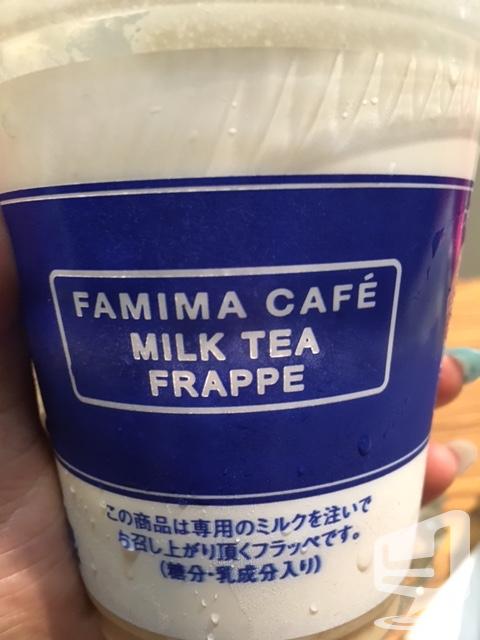 FAMIMA CAFÉ
MILK TEA
FRAPPE
この商品は専用のミルクを注いで
お召し上がり頂くフラッペです。
(糖分・乳成分入り)